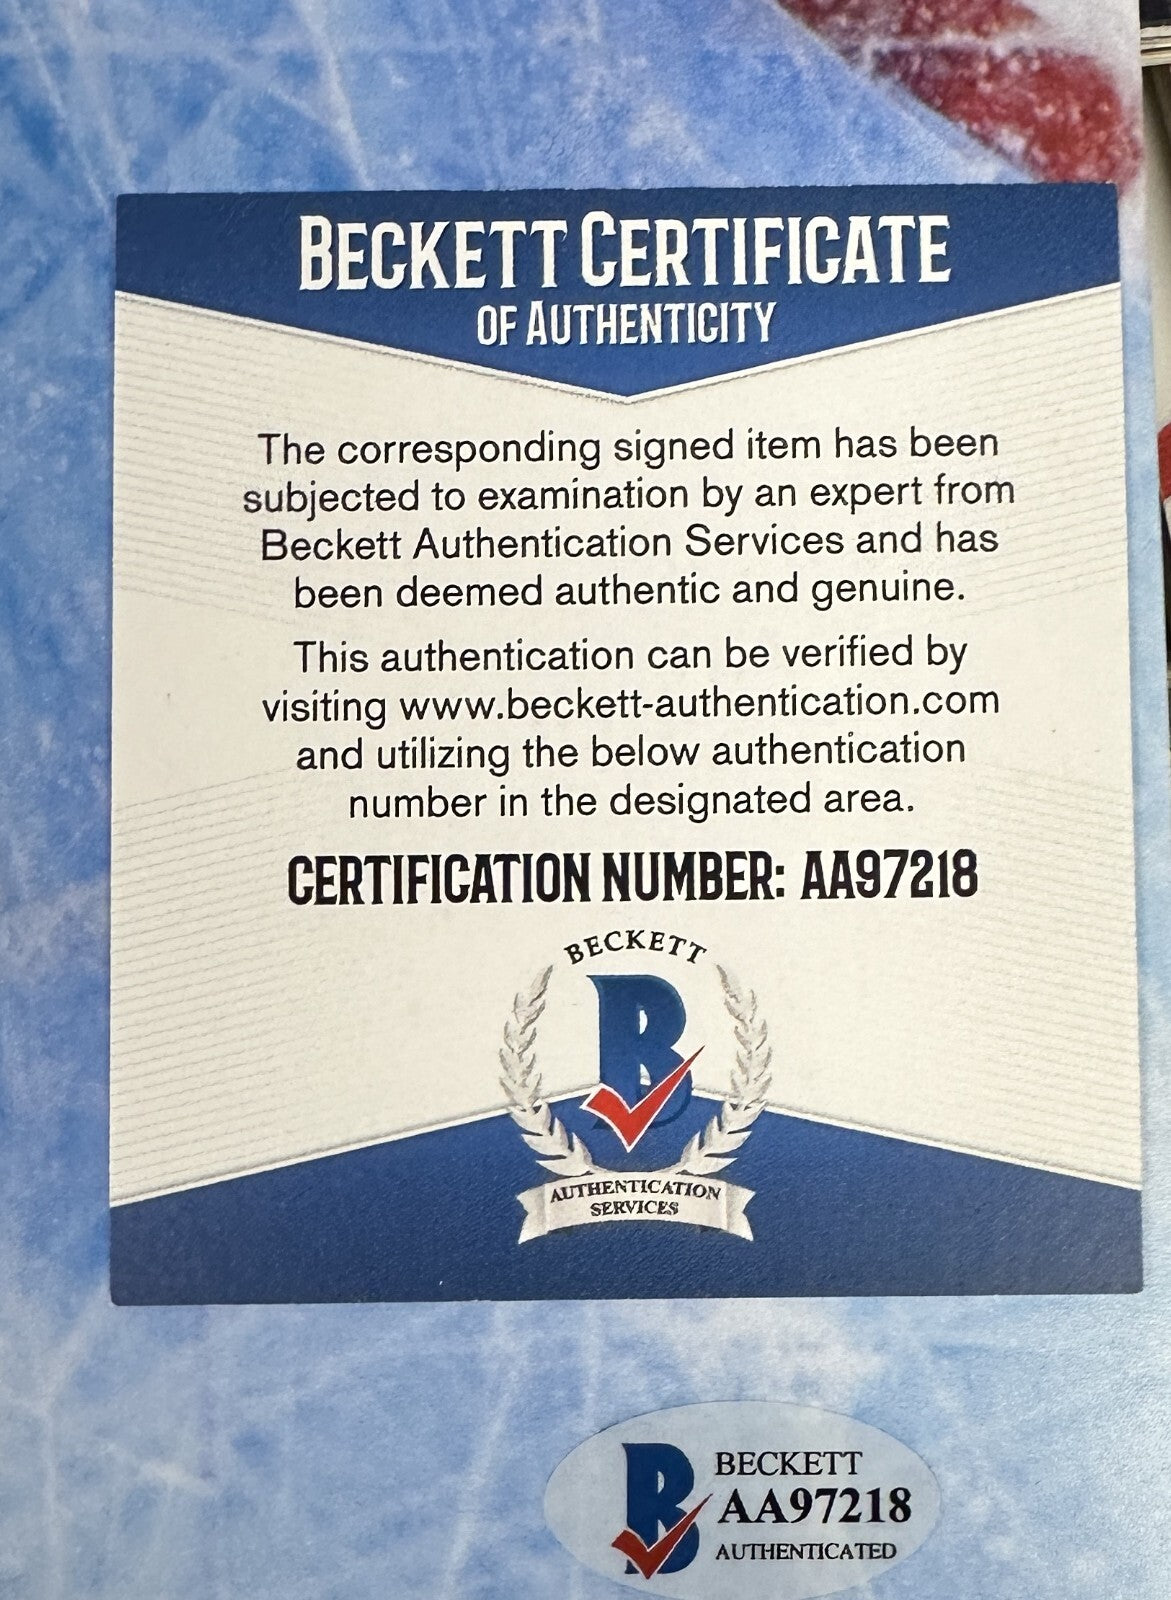 BECKETT CERTIFICATE
OF AUTHENTICITY
The corresponding signed item has been
subjected to examination by an expert from
Beckett Authentication Services and has
been deemed authentic and genuine.
This authentication can be verified by
visiting www.beckett-authentication.com
and utilizing the below authentication
number in the designated area.
CERTIFICATION NUMBER: AA97218
BECKETT
B
AUTHENTICATION
SERVICES
B
BECKETT
AA97218
AUTHENTICATED